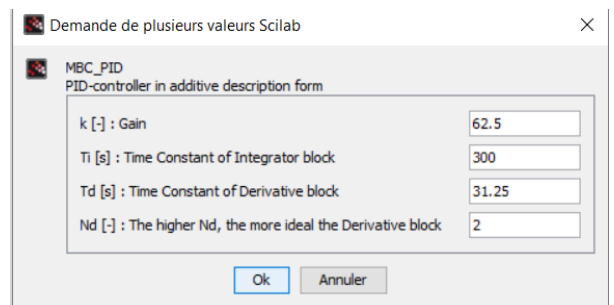 Demande de plusieurs valeurs Scilab
MBC_PID
PID-controller in additive description form
k [-] : Gain 62.5
Ti [s] : Time Constant of Integrator block 300
Td [s] : Time Constant of Derivative block 31.25
Nd [-] : The higher Nd, the more ideal the Derivative block 2
Ok Annuler